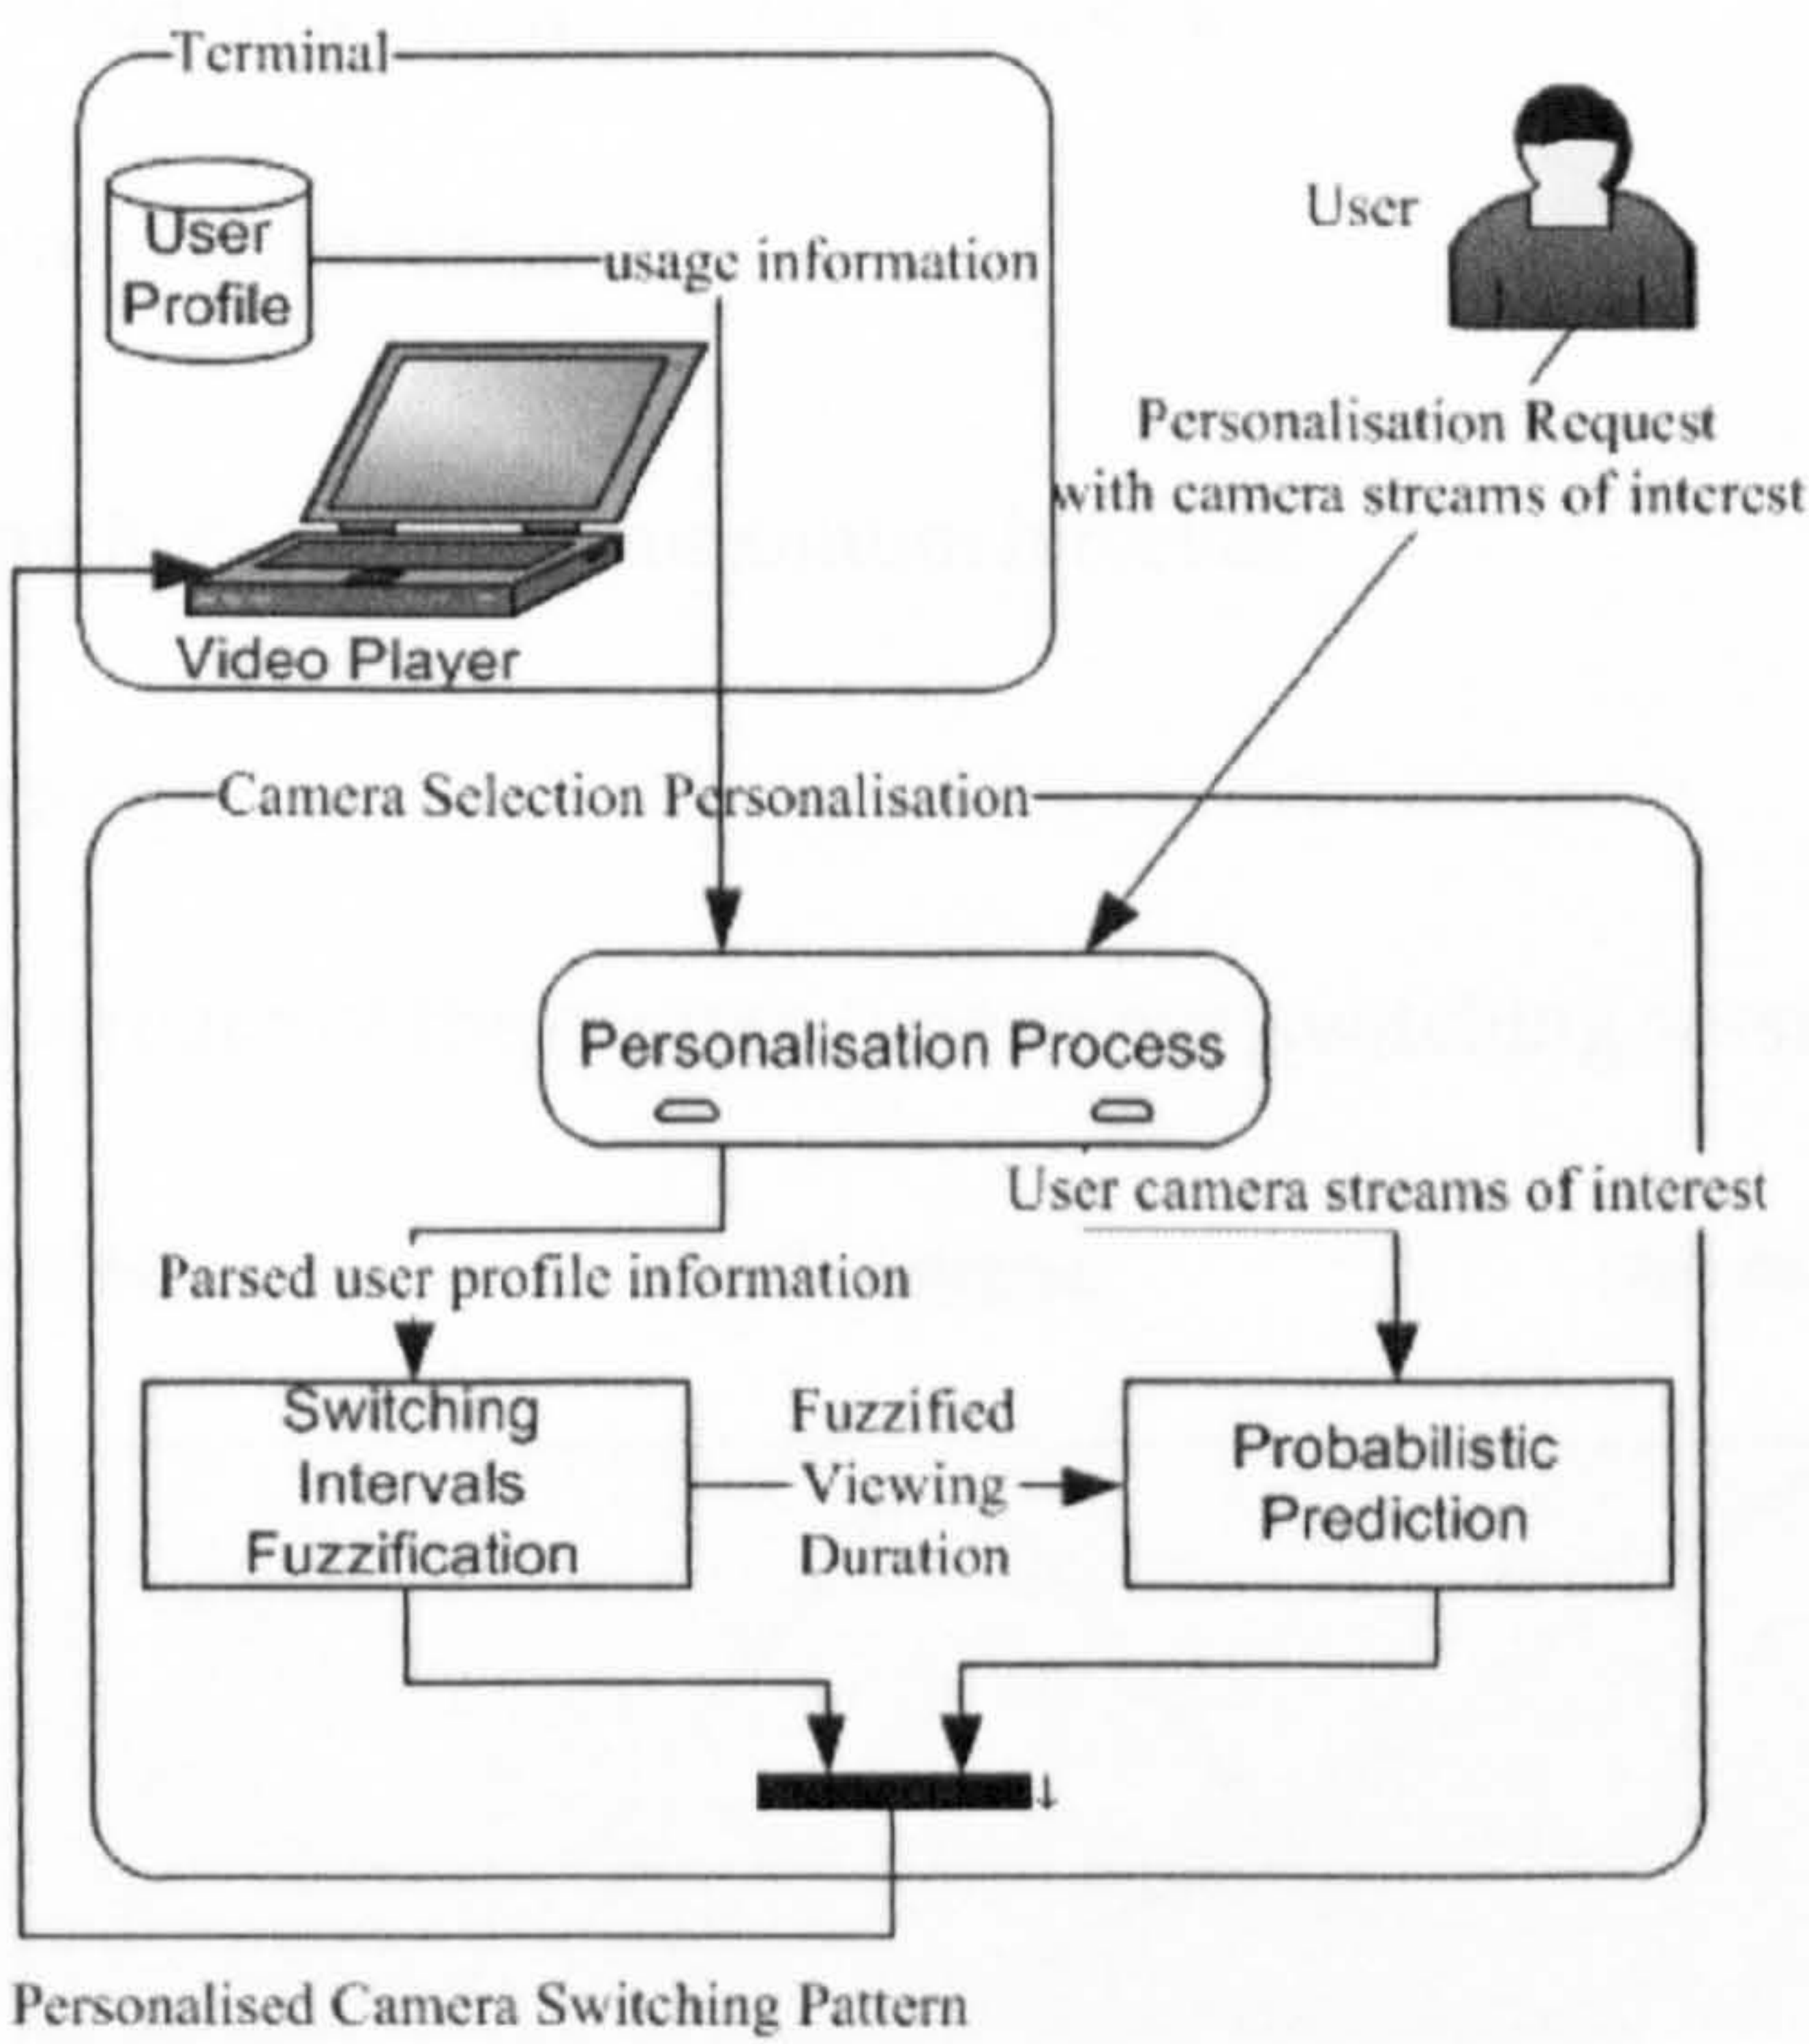 Terminal
User
Profile
usage information
User
Personalisation Request
with camera streams of interest
Video Player
Camera Selection Personalisation
Personalisation Process
User camera streams of interest
Parsed user profile information
Switching
Intervals
Fuzzification
Fuzzified
Viewing
Duration
Probabilistic
Prediction
↓
Personalised Camera Switching Pattern